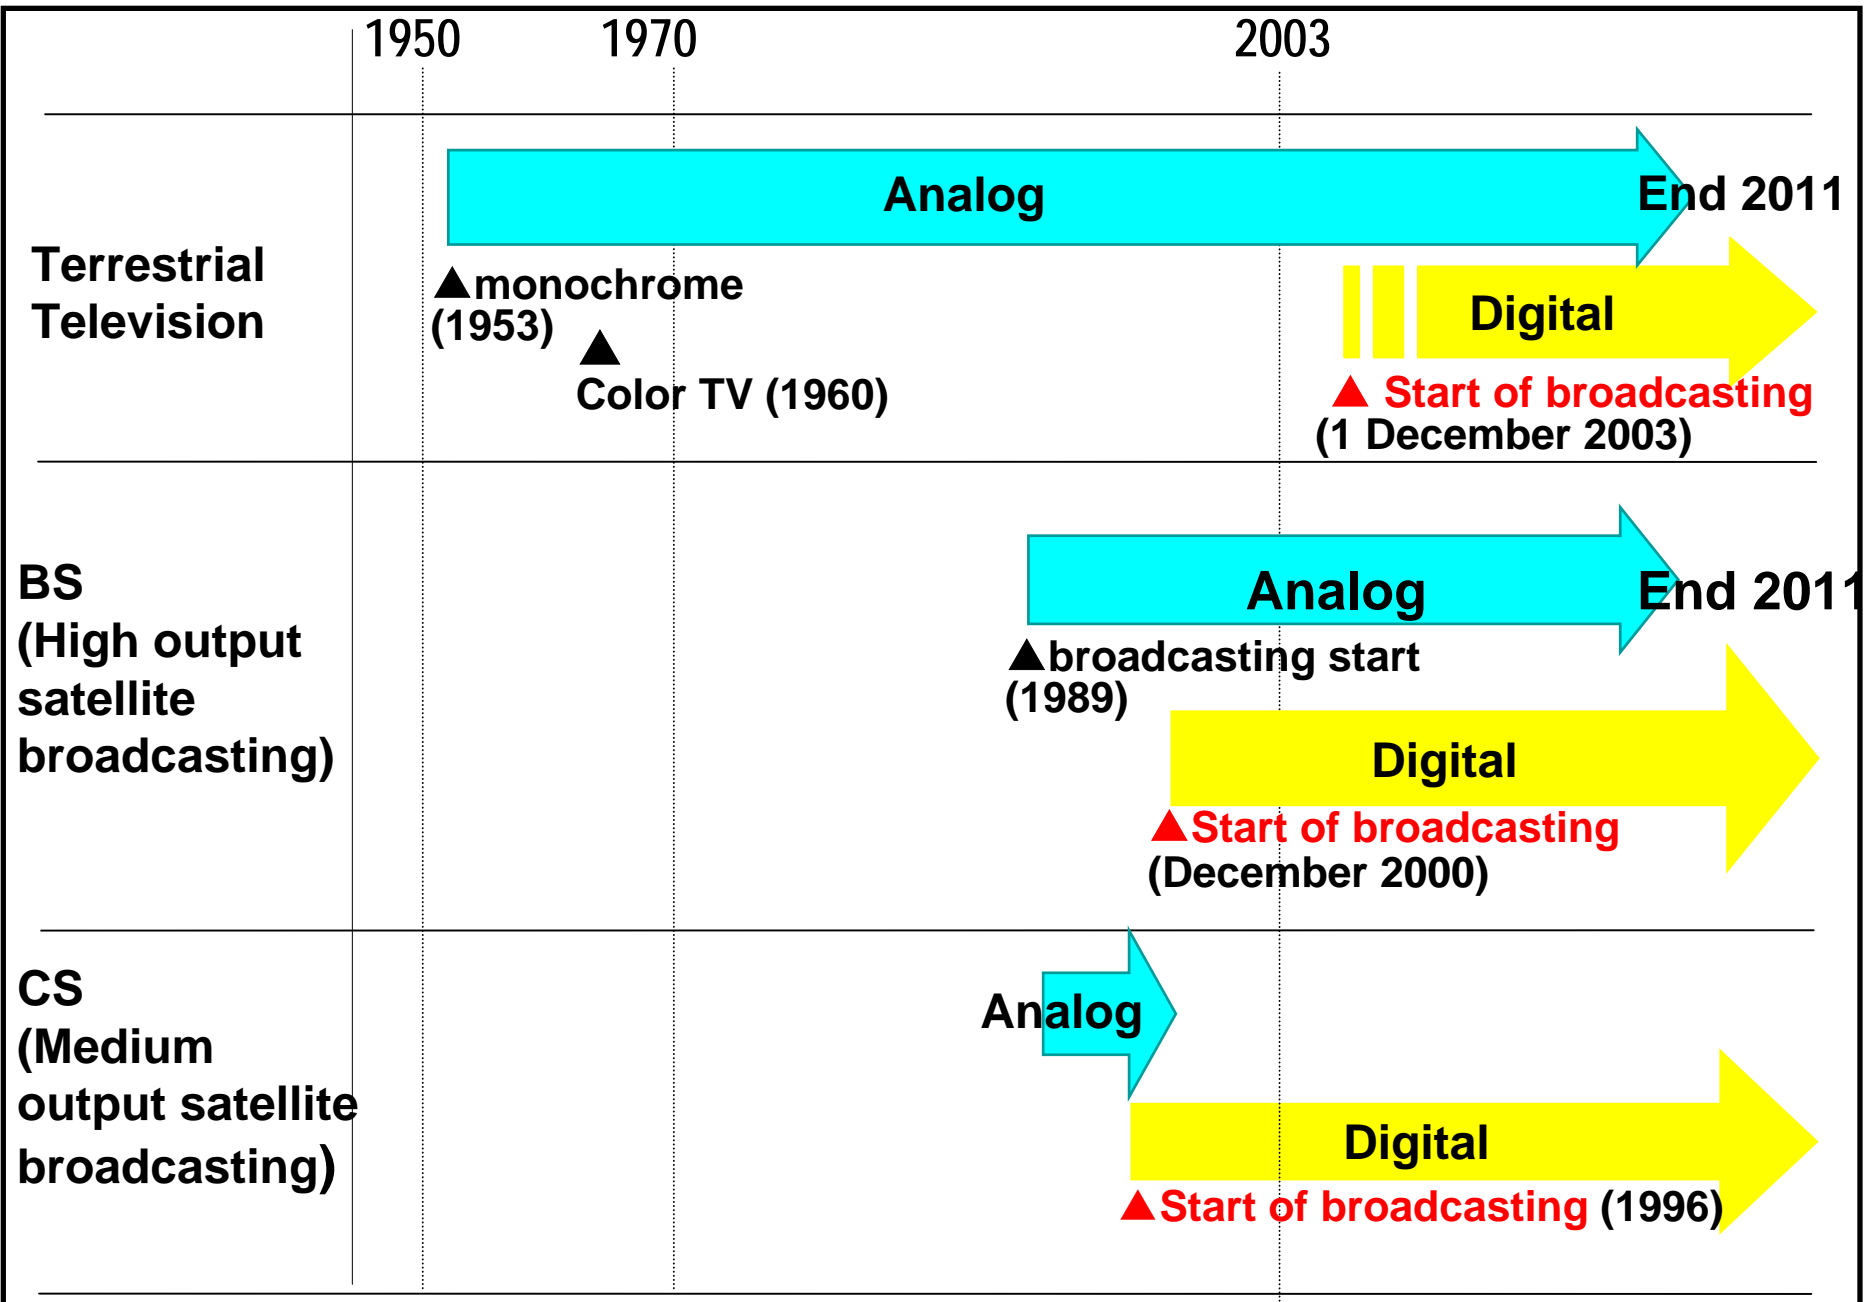 1950 1970 2003
Analog
End 2011
Terrestrial
Television
▲monochrome
(1953)
▲
Color TV (1960)
Digital
▲ Start of broadcasting
(1 December 2003)
BS
(High output
satellite
broadcasting)
Analog
End 2011
▲broadcasting start
(1989)
Digital
▲Start of broadcasting
(December 2000)
CS
(Medium
output satellite
broadcasting)
Analog
Digital
▲Start of broadcasting (1996)